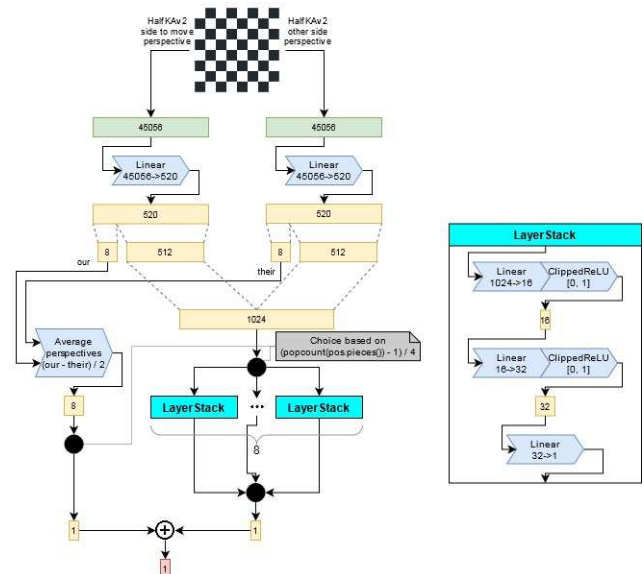 HalfKAv2
side to move
perspective
HalfKAv2
other side
perspective
45056
45056
Linear
45056->520
Linear
45056->520
520
520
8
512
8
512
our
their
1024
Choice based on
(popcount(pos.pieces()) - 1) / 4
Average
perspectives
(our - their) / 2
8
LayerStack
...
LayerStack
8
1
1
1
LayerStack
Linear
1024->16
ClippedReLU
[0, 1]
16
Linear
16->32
ClippedReLU
[0, 1]
32
Linear
32->1